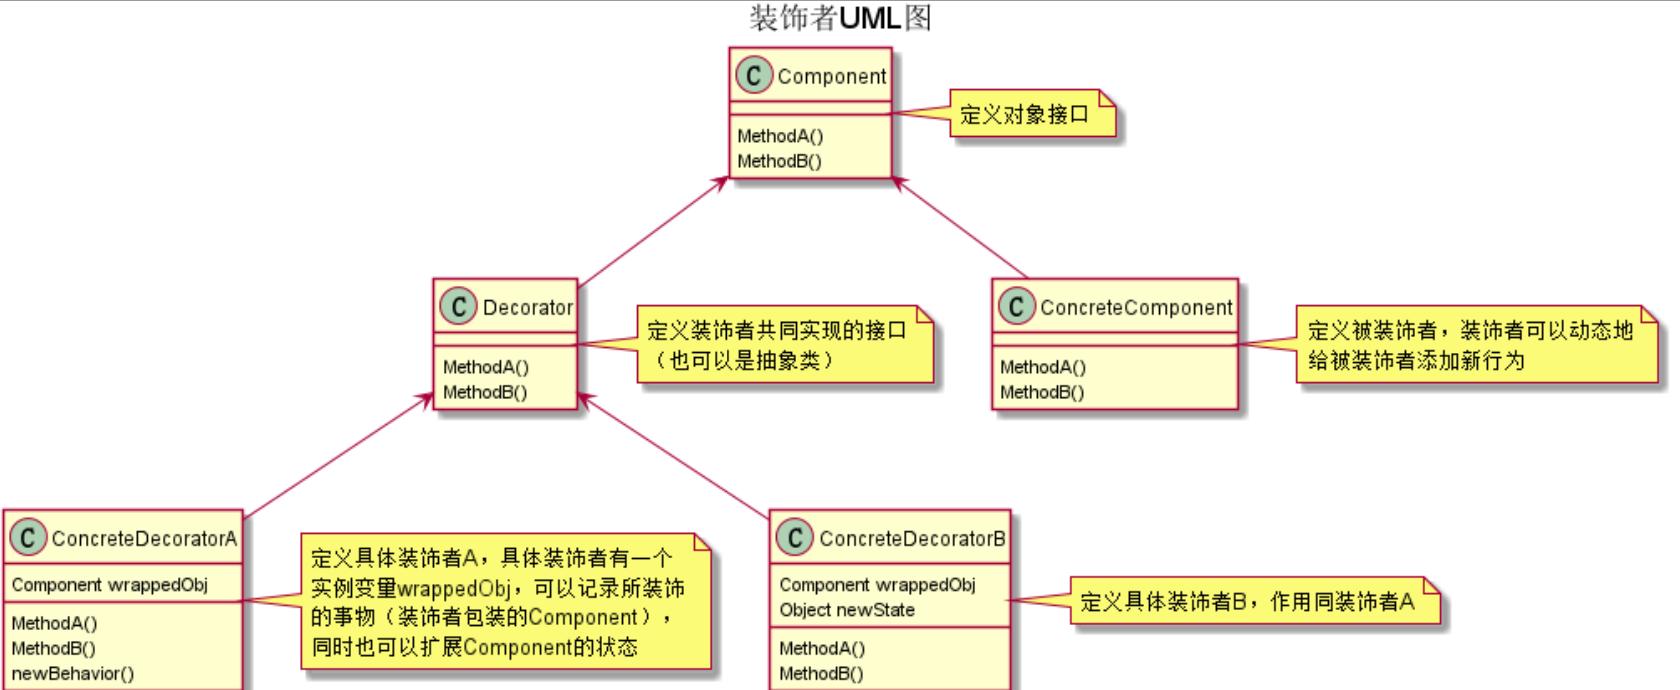 装饰者UML图
C Component
MethodA()
MethodB()
定义对象接口
C Decorator
MethodA()
MethodB()
定义装饰者共同实现的接口
（也可以是抽象类）
C ConcreteComponent
MethodA()
MethodB()
定义被装饰者，装饰者可以动态地
给被装饰者添加新行为
C ConcreteDecoratorA
Component wrappedObj
MethodA()
MethodB()
newBehavior()
定义具体装饰者A，具体装饰者有一个
实例变量wrappedObj，可以记录所装饰
的事物（装饰者包装的Component），
同时也可以扩展Component的状态
C ConcreteDecoratorB
Component wrappedObj
Object newState
MethodA()
MethodB()
定义具体装饰者B，作用同装饰者A